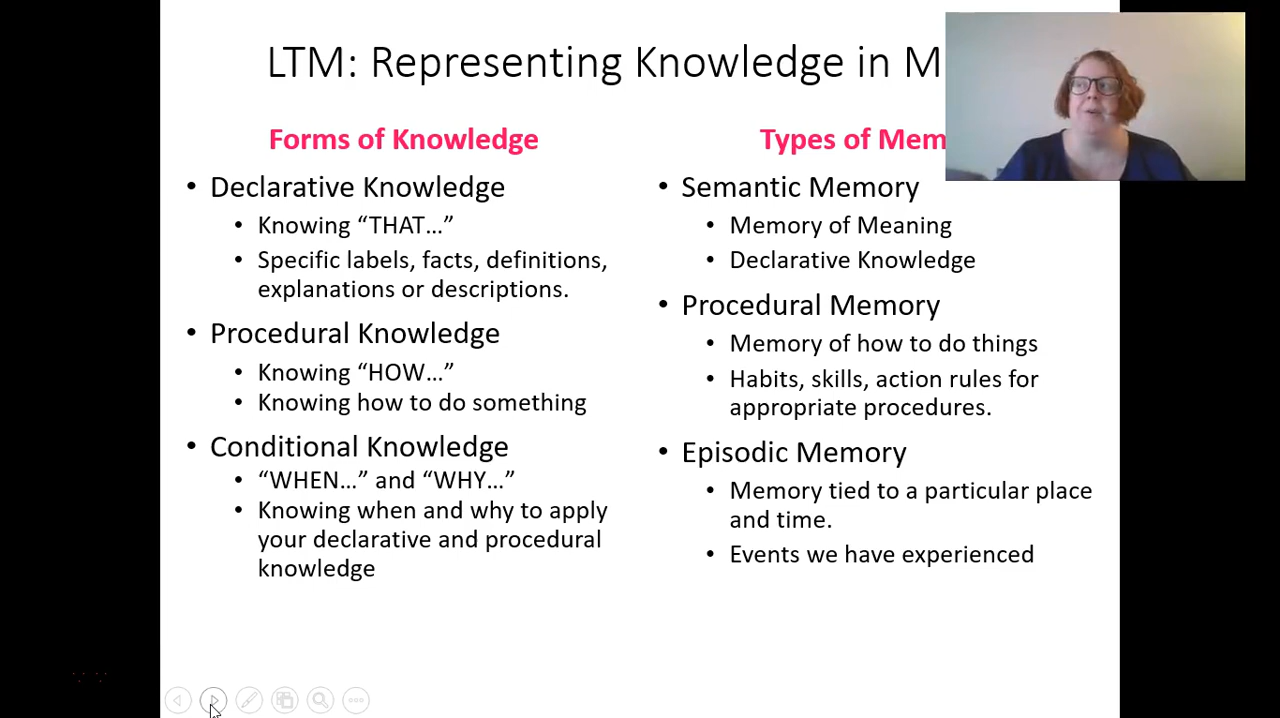 LTM: Representing Knowledge in
Forms of Knowledge
• Declarative Knowledge
• Knowing “THAT…”
• Specific labels, facts, definitions,
explanations or descriptions.
• Procedural Knowledge
• Knowing “HOW…”
• Knowing how to do something
• Conditional Knowledge
• “WHEN…” and “WHY…”
• Knowing when and why to apply
your declarative and procedural
knowledge
Types of
• Semantic Memory
• Memory of Meaning
• Declarative Knowledge
• Procedural Memory
• Memory of how to do things
• Habits, skills, action rules for
appropriate procedures.
• Episodic Memory
• Memory tied to a particular place
and time.
• Events we have experienced